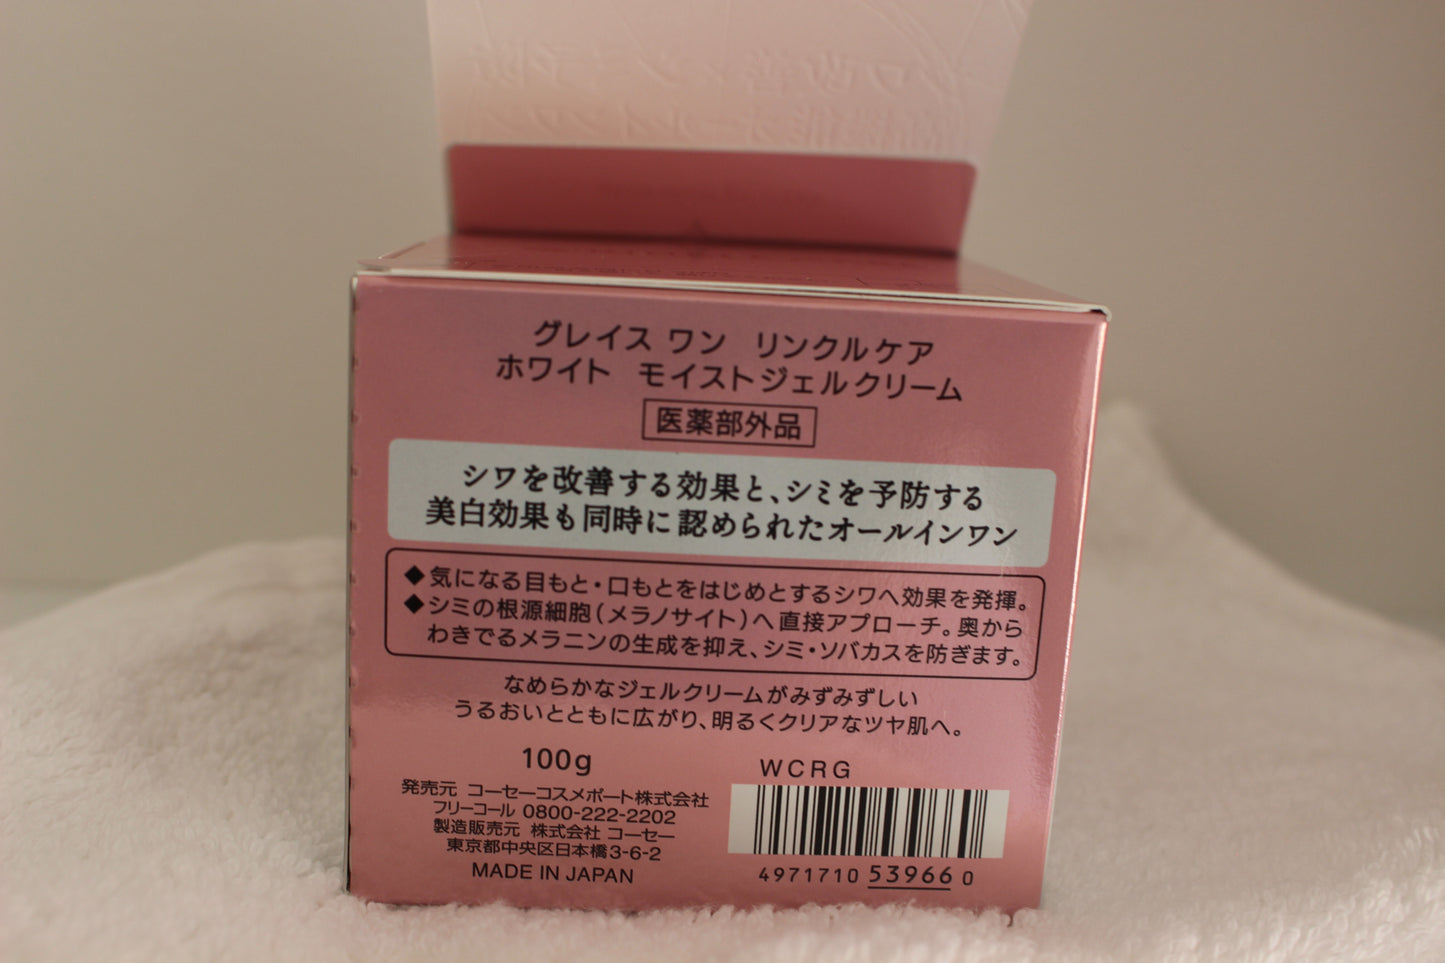 グレイス ワン リンクルケア
ホワイト モイストジェルクリーム
医薬部外品
シワを改善する効果と、シミを予防する
美白効果も同時に認められたオールインワン
◆気になる目もと・口もとをはじめとするシワへ効果を発揮。
◆シミの根源細胞（メラノサイト）へ直接アプローチ。奥から
わきでるメラニンの生成を抑え、シミ・ソバカスを防ぎます。
なめらかなジェルクリームがみずみずしい
うるおいとともに広がり、明るくクリアなツヤ肌へ。
100g
発売元 コーセーコスメポート株式会社
フリーコール 0800-222-2202
製造販売元 株式会社 コーセー
東京都中央区日本橋3-6-2
MADE IN JAPAN
WCRG
4971710 53966 0